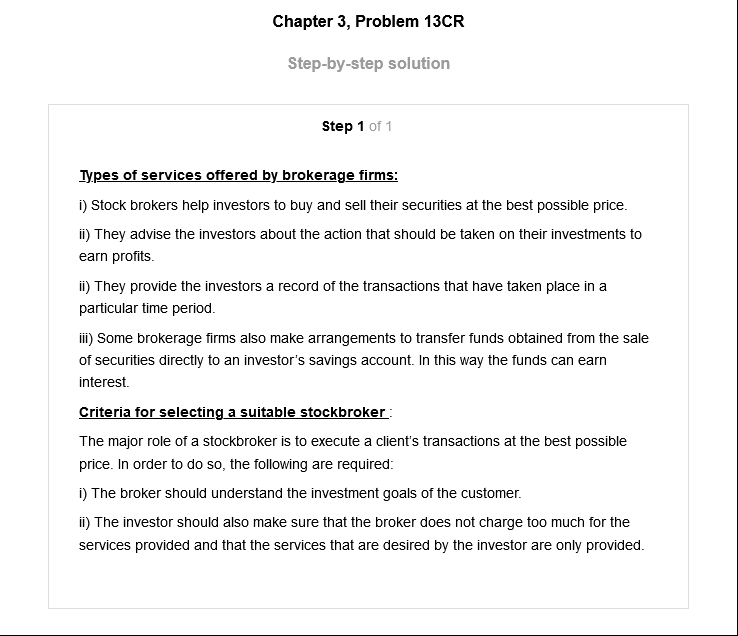 Chapter 3, Problem 13CR
Step-by-step solution
Step 1 of 1
Types of services offered by brokerage firms:
i) Stock brokers help investors to buy and sell their securities at the best possible price.
ii) They advise the investors about the action that should be taken on their investments to
earn profits.
ii) They provide the investors a record of the transactions that have taken place in a
particular time period.
iii) Some brokerage firms also make arrangements to transfer funds obtained from the sale
of securities directly to an investor’s savings account. In this way the funds can earn
interest.
Criteria for selecting a suitable stockbroker :
The major role of a stockbroker is to execute a client’s transactions at the best possible
price. In order to do so, the following are required:
i) The broker should understand the investment goals of the customer.
ii) The investor should also make sure that the broker does not charge too much for the
services provided and that the services that are desired by the investor are only provided.